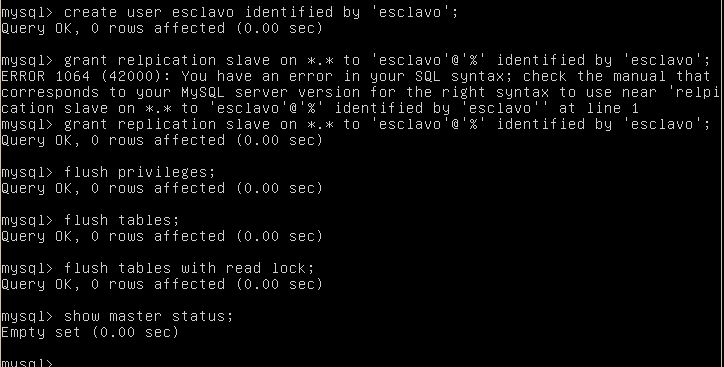 mysql> create user esclavo identified by 'esclavo';
Query OK, 0 rows affected (0.00 sec)
mysql> grant relpication slave on *.* to 'esclavo'@'%' identified by 'esclavo';
ERROR 1064 (42000): You have an error in your SQL syntax; check the manual that
corresponds to your MySQL server version for the right syntax to use near 'relpi
cation slave on *.* to 'esclavo'@'%' identified by 'esclavo'' at line 1
mysql> grant replication slave on *.* to 'esclavo'@'%' identified by 'esclavo';
Query OK, 0 rows affected (0.00 sec)
mysql> flush privileges;
Query OK, 0 rows affected (0.00 sec)
mysql> flush tables;
Query OK, 0 rows affected (0.00 sec)
mysql> flush tables with read lock;
Query OK, 0 rows affected (0.00 sec)
mysql> show master status;
Empty set (0.00 sec)
mysql>